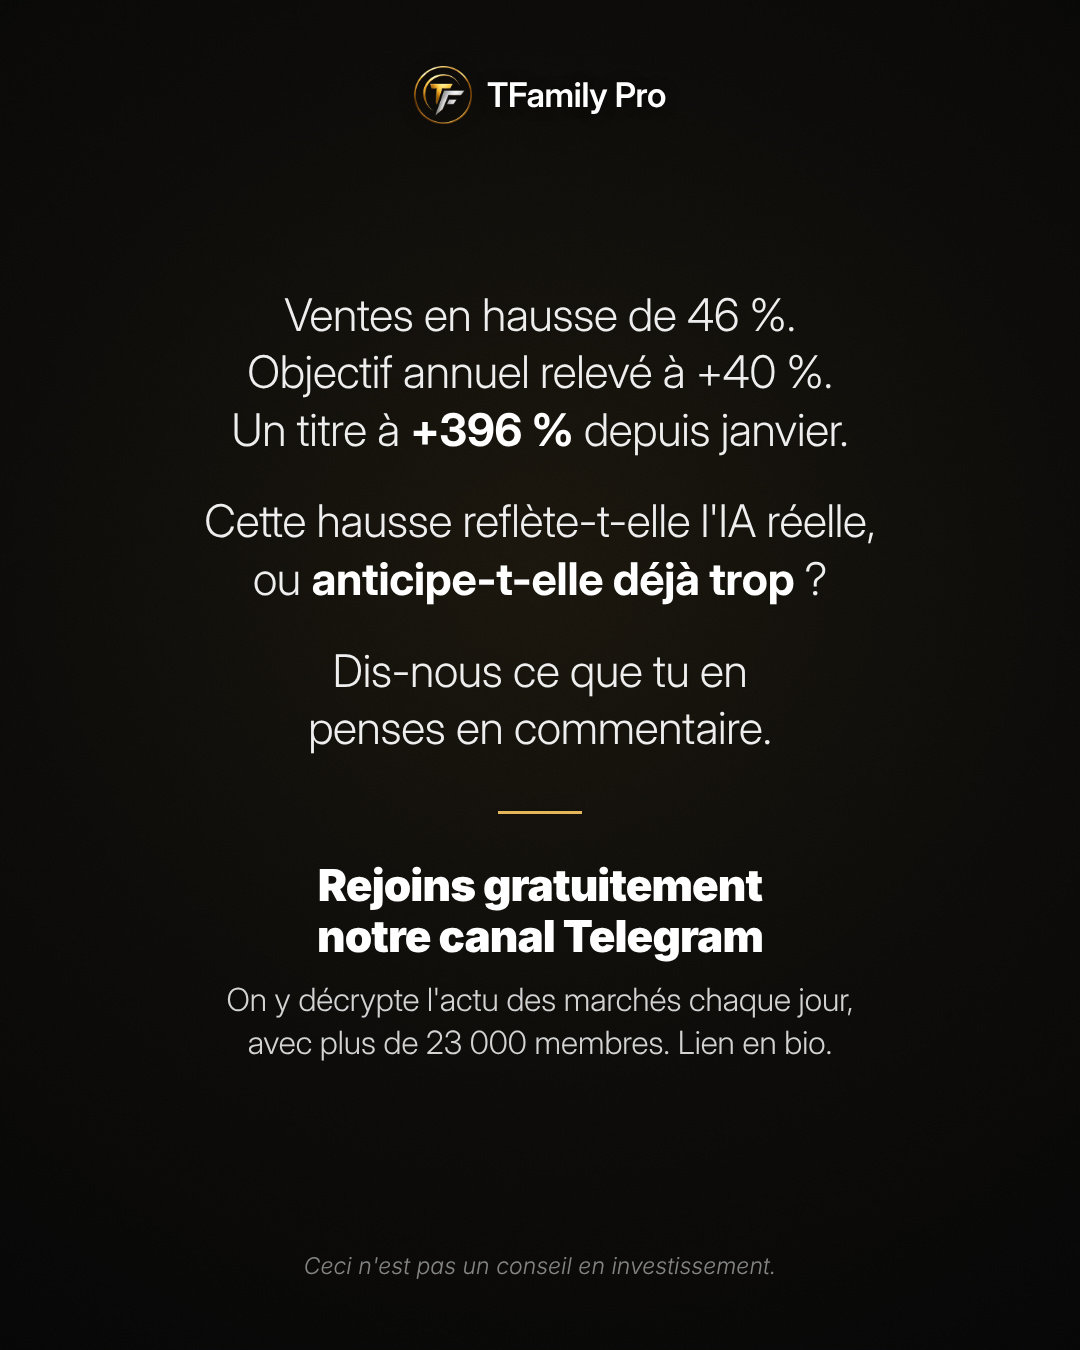 TF TFamily Pro
Ventes en hausse de 46 %.
Objectif annuel relevé à +40 %.
Un titre à +396 % depuis janvier.
Cette hausse reflète-t-elle l'IA réelle,
ou anticipe-t-elle déjà trop ?
Dis-nous ce que tu en
penses en commentaire.
Rejoins gratuitement
notre canal Telegram
On y décrypte l'actu des marchés chaque jour,
avec plus de 23 000 membres. Lien en bio.
Ceci n'est pas un conseil en investissement.